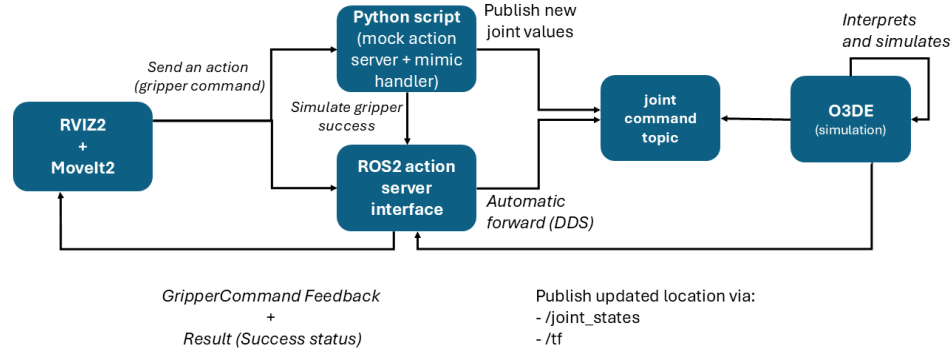 Python script
(mock action
server + mimic
handler)
Publish new
joint values
Interprets
and simulates
Send an action
(gripper command)
Simulate gripper
success
RVIZ2
+
MoveIt2
joint
command
topic
O3DE
(simulation)
ROS2 action
server
interface
Automatic
forward (DDS)
GripperCommand Feedback
+
Result (Success status)
Publish updated location via:
- /joint_states
- /tf